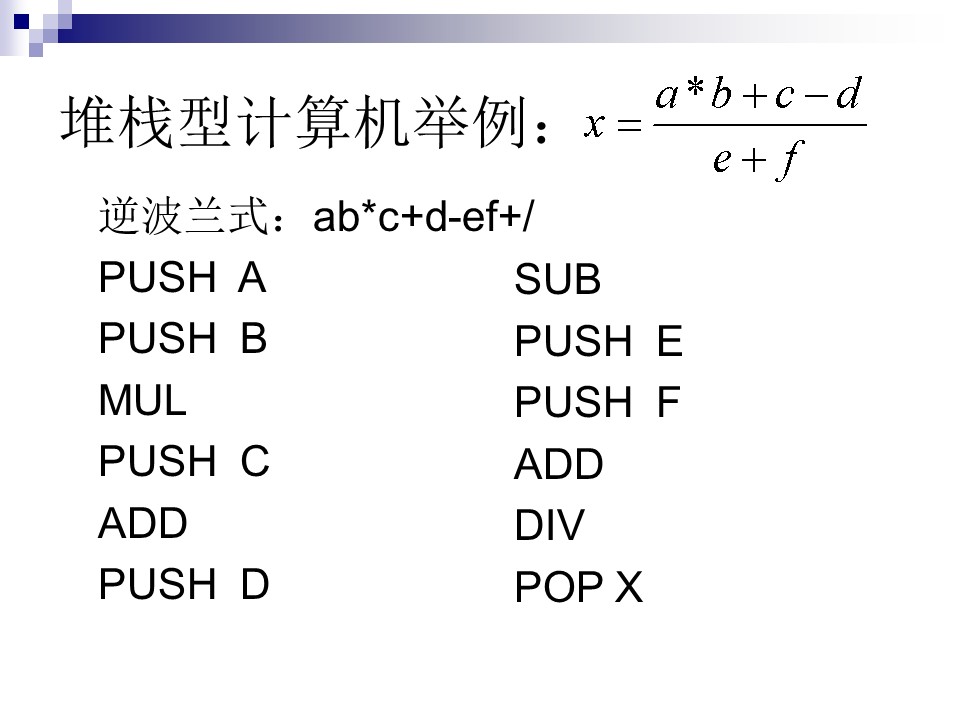 堆栈型计算机举例：x = (a*b+c−d)/(e+f)
逆波兰式：ab*c+d-ef+/
PUSH A
PUSH B
MUL
PUSH C
ADD
PUSH D
SUB
PUSH E
PUSH F
ADD
DIV
POP X